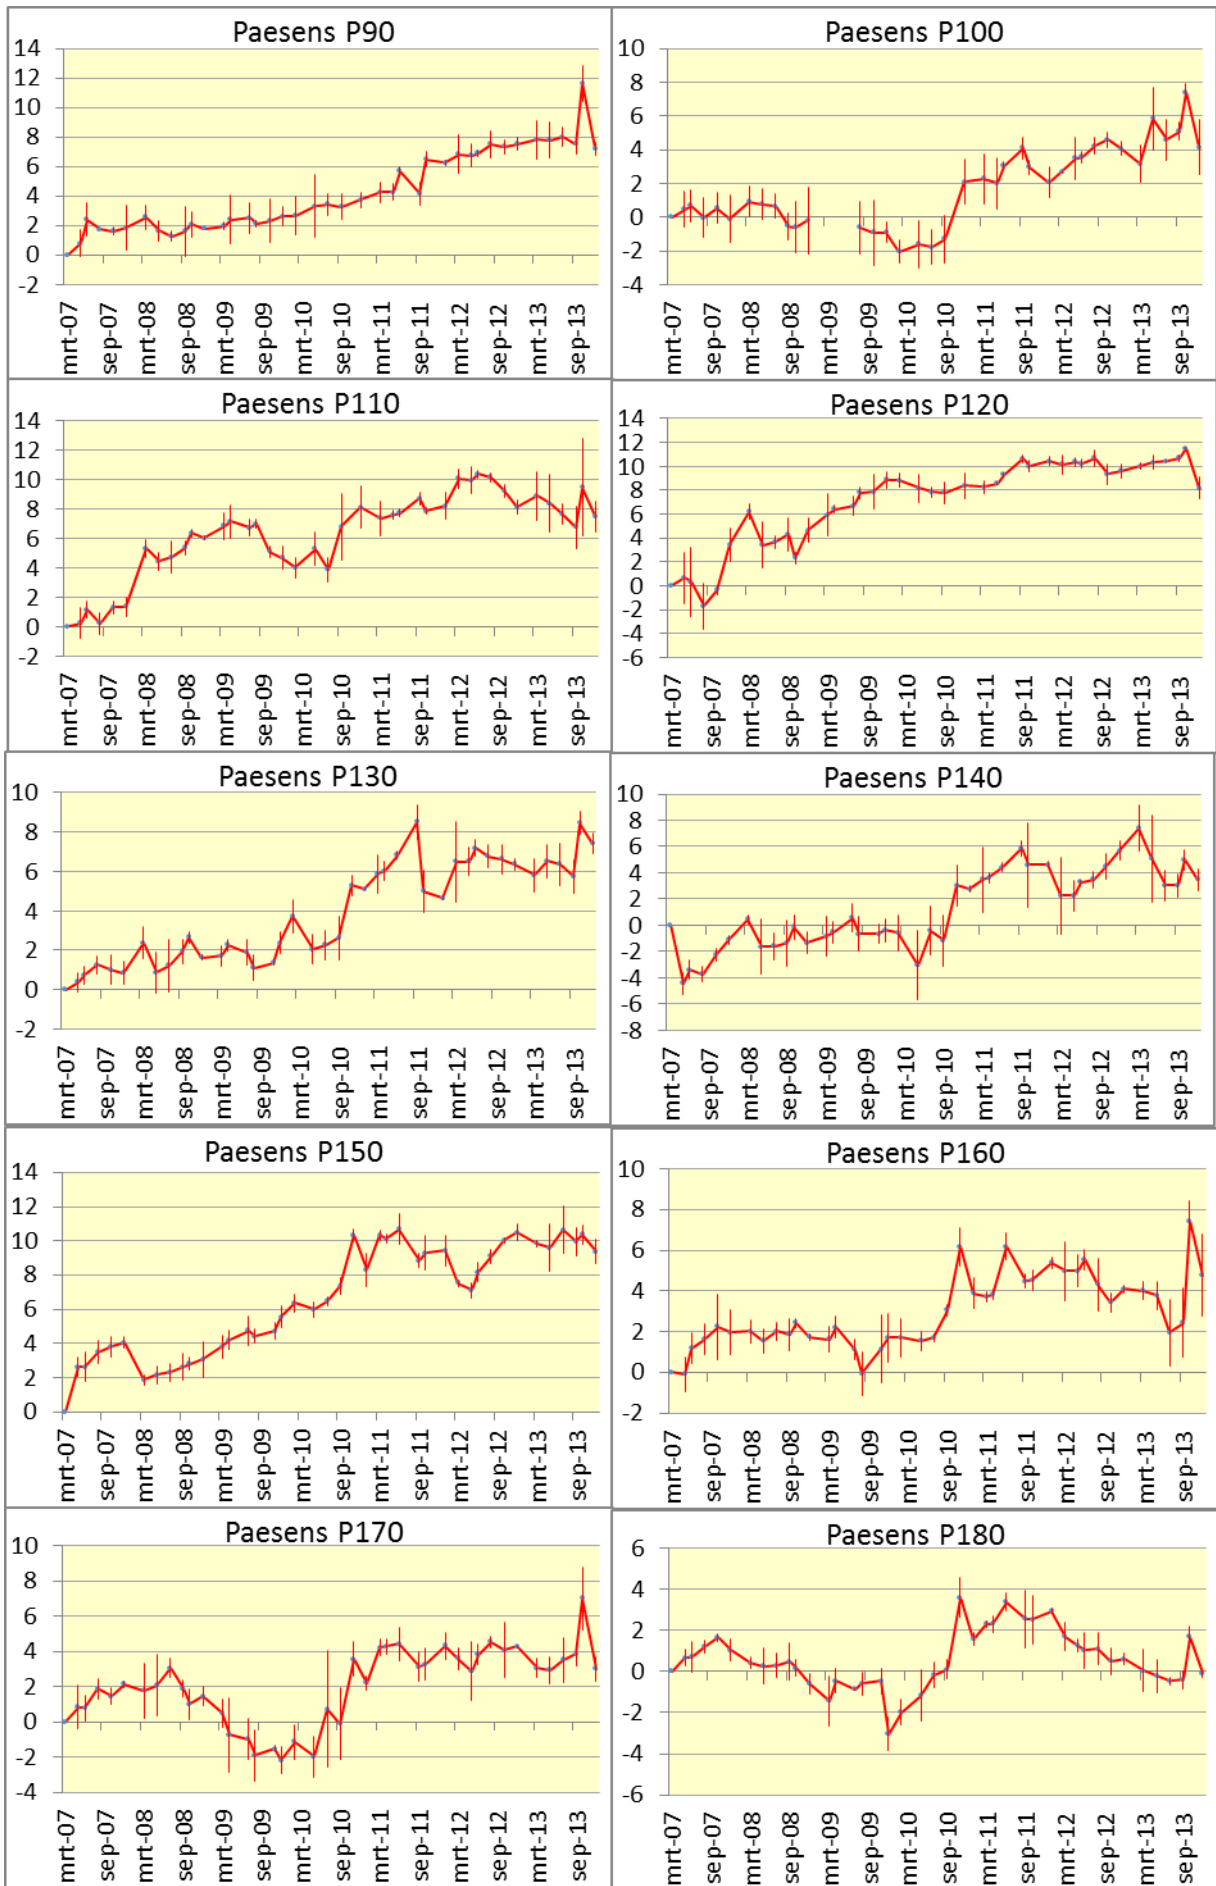 Paesens P90
14
12
10
8
6
4
2
0
-2
mrt-07
sep-07
mrt-08
sep-08
mrt-09
sep-09
mrt-10
sep-10
mrt-11
sep-11
mrt-12
sep-12
mrt-13
sep-13
Paesens P100
10
8
6
4
2
0
-2
-4
mrt-07
sep-07
mrt-08
sep-08
mrt-09
sep-09
mrt-10
sep-10
mrt-11
sep-11
mrt-12
sep-12
mrt-13
sep-13
Paesens P110
14
12
10
8
6
4
2
0
-2
mrt-07
sep-07
mrt-08
sep-08
mrt-09
sep-09
mrt-10
sep-10
mrt-11
sep-11
mrt-12
sep-12
mrt-13
sep-13
Paesens P120
14
12
10
8
6
4
2
0
-2
-4
-6
mrt-07
sep-07
mrt-08
sep-08
mrt-09
sep-09
mrt-10
sep-10
mrt-11
sep-11
mrt-12
sep-12
mrt-13
sep-13
Paesens P130
10
8
6
4
2
0
-2
mrt-07
sep-07
mrt-08
sep-08
mrt-09
sep-09
mrt-10
sep-10
mrt-11
sep-11
mrt-12
sep-12
mrt-13
sep-13
Paesens P140
10
8
6
4
2
0
-2
-4
-6
-8
mrt-07
sep-07
mrt-08
sep-08
mrt-09
sep-09
mrt-10
sep-10
mrt-11
sep-11
mrt-12
sep-12
mrt-13
sep-13
Paesens P150
14
12
10
8
6
4
2
0
mrt-07
sep-07
mrt-08
sep-08
mrt-09
sep-09
mrt-10
sep-10
mrt-11
sep-11
mrt-12
sep-12
mrt-13
sep-13
Paesens P160
10
8
6
4
2
0
-2
mrt-07
sep-07
mrt-08
sep-08
mrt-09
sep-09
mrt-10
sep-10
mrt-11
sep-11
mrt-12
sep-12
mrt-13
sep-13
Paesens P170
10
8
6
4
2
0
-2
-4
mrt-07
sep-07
mrt-08
sep-08
mrt-09
sep-09
mrt-10
sep-10
mrt-11
sep-11
mrt-12
sep-12
mrt-13
sep-13
Paesens P180
6
4
2
0
-2
-4
-6
mrt-07
sep-07
mrt-08
sep-08
mrt-09
sep-09
mrt-10
sep-10
mrt-11
sep-11
mrt-12
sep-12
mrt-13
sep-13